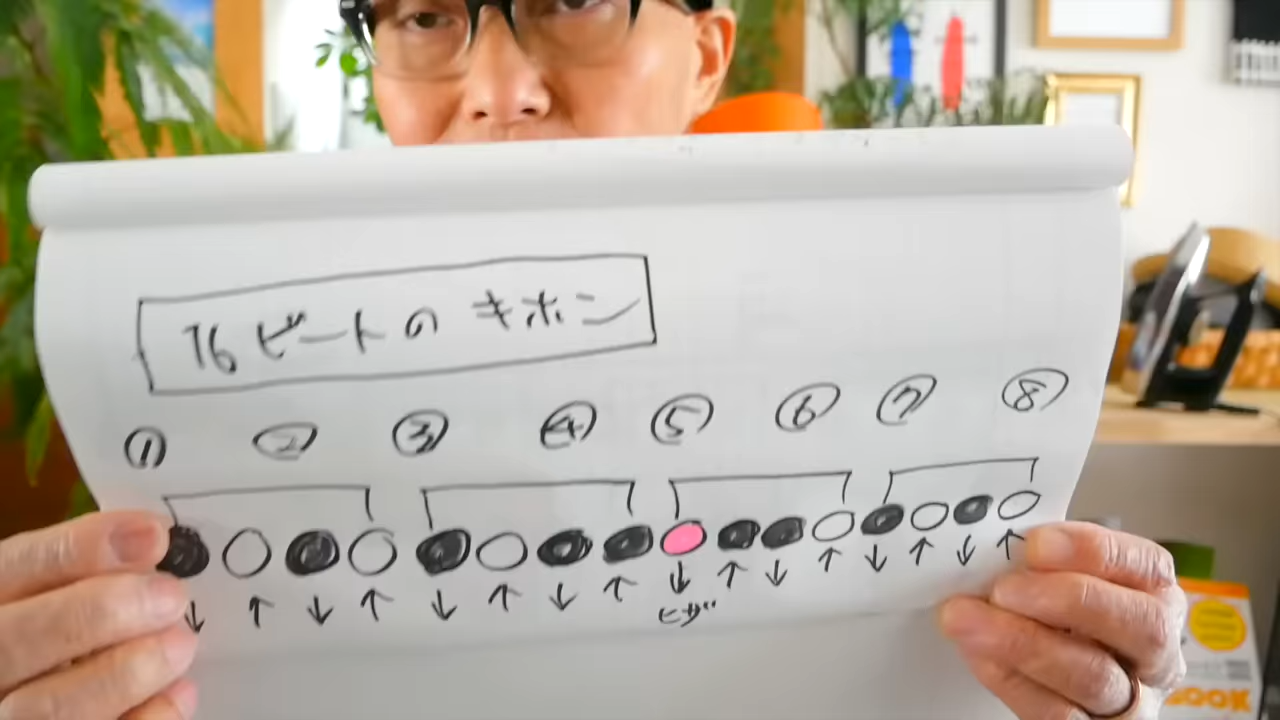 16ビートのキホン
① ② ③ ④ ⑤ ⑥ ⑦ ⑧
↓ ↑ ↓ ↑ ↓ ↑ ↓ ↑ ↓ ↑ ↓ ↑ ↓ ↑ ↓ ↑
ヒザ
BOOK